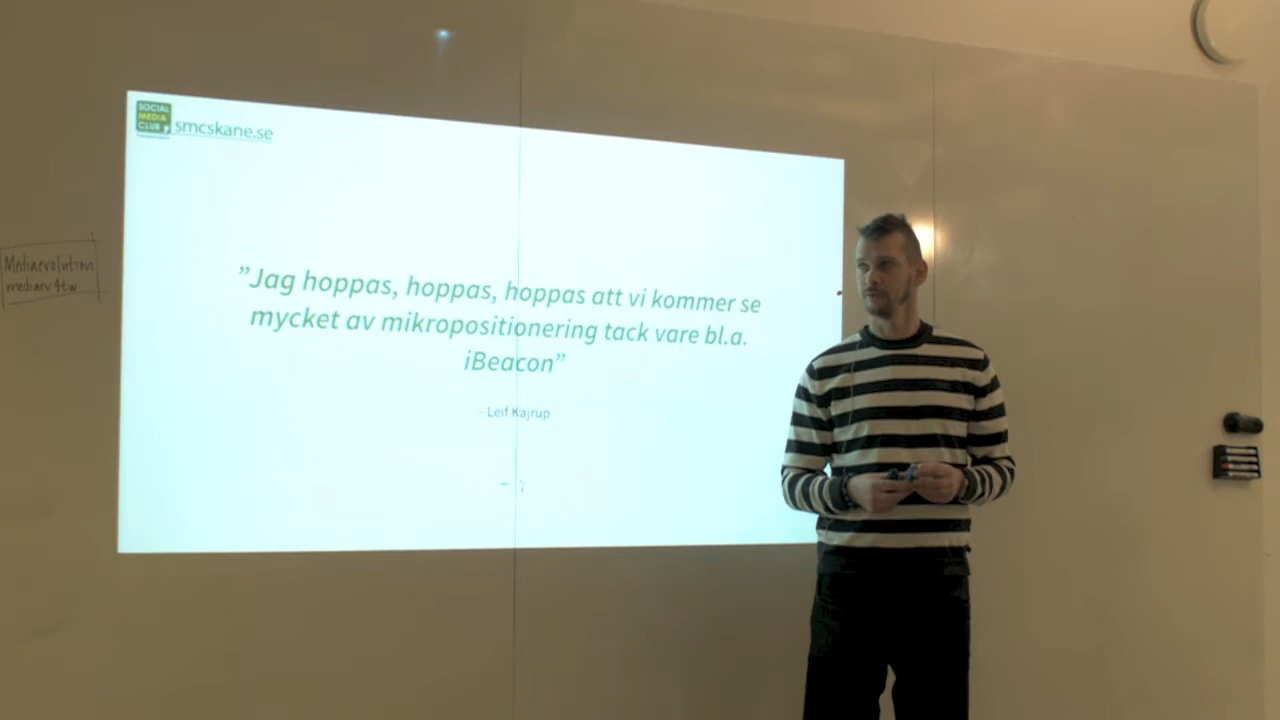 SOCIAL
MEDIA
CLUB
smcskane.se
"Jag hoppas, hoppas, hoppas att vi kommer se
mycket av mikropositionering tack vare bl.a.
iBeacon"
– Leif Kajrup
Mediaevolution
mediaev4tw